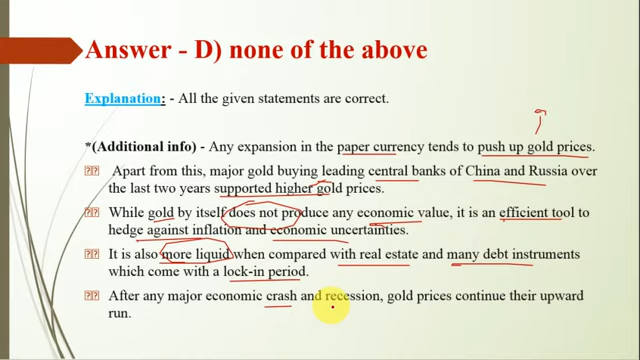 Answer - D) none of the above
Explanation: - All the given statements are correct.
*(Additional info) - Any expansion in the paper currency tends to push up gold prices.
Apart from this, major gold buying leading central banks of China and Russia over
the last two years supported higher gold prices.
While gold by itself does not produce any economic value, it is an efficient tool to
hedge against inflation and economic uncertainties.
It is also more liquid when compared with real estate and many debt instruments
which come with a lock-in period.
After any major economic crash and recession, gold prices continue their upward
run.